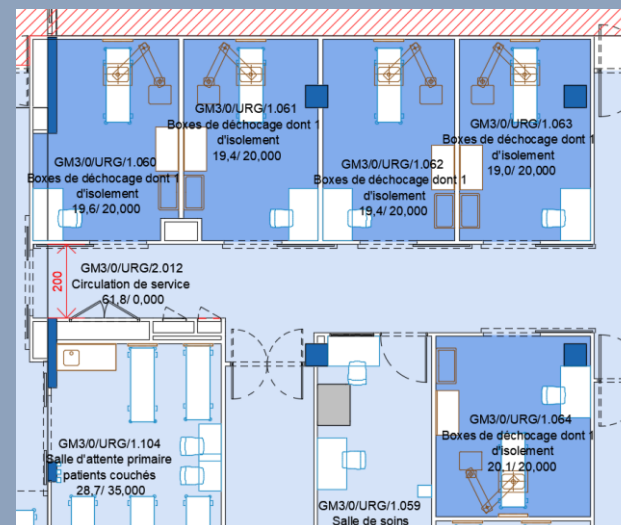 GM3/0/URG/1.060
Boxes de déchocage dont 1
d'isolement
19,6/ 20,000
GM3/0/URG/1.061
Boxes de déchocage dont 1
d'isolement
19,4/ 20,000
GM3/0/URG/1.062
Boxes de déchocage dont 1
d'isolement
19,4/ 20,000
GM3/0/URG/1.063
Boxes de déchocage dont 1
d'isolement
19,0/ 20,000
200
GM3/0/URG/2.012
Circulation de service
61,8/ 0,000
GM3/0/URG/1.104
Salle d'attente primaire
patients couchés
28,7/ 35,000
GM3/0/URG/1.064
Boxes de déchocage dont 1
d'isolement
20,1/ 20,000
GM3/0/URG/1.059
Salle de soins